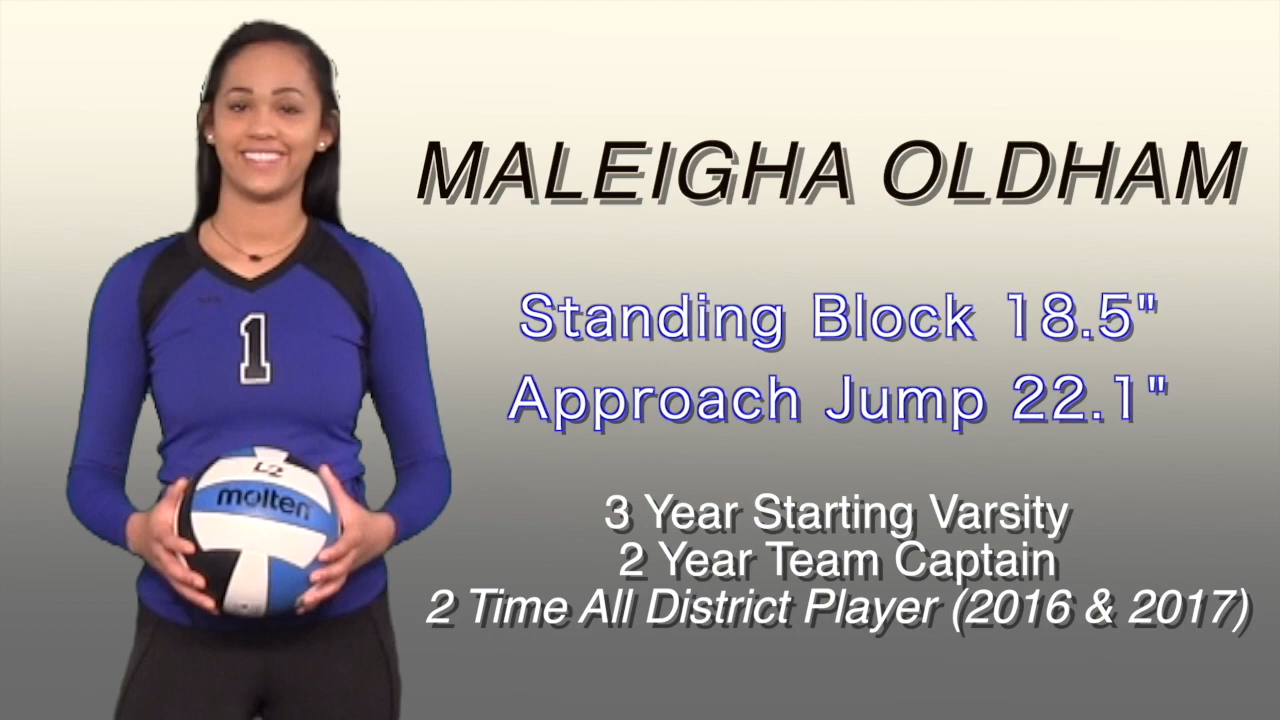 MALEIGHA OLDHAM
Standing Block 18.5"
Approach Jump 22.1"
3 Year Starting Varsity
2 Year Team Captain
2 Time All District Player (2016 & 2017)
1
L2
molten